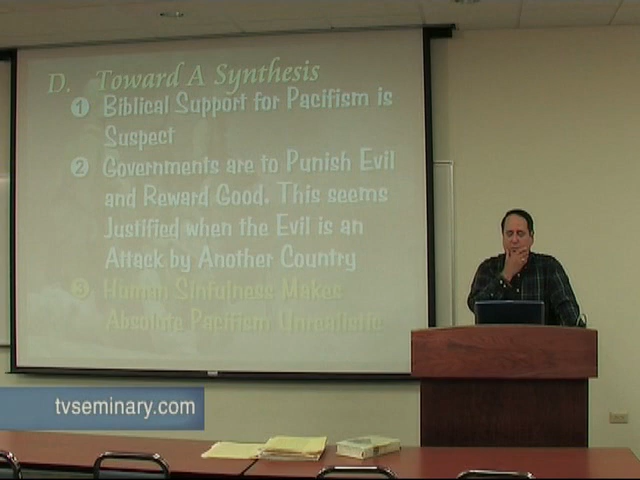 D. Toward A Synthesis
1 Biblical Support for Pacifism is
Suspect
2 Governments are to Punish Evil
and Reward Good. This seems
Justified when the Evil is an
Attack by Another Country
3 Human Sinfulness Makes
Absolute Pacifism Unrealistic
tvseminary.com